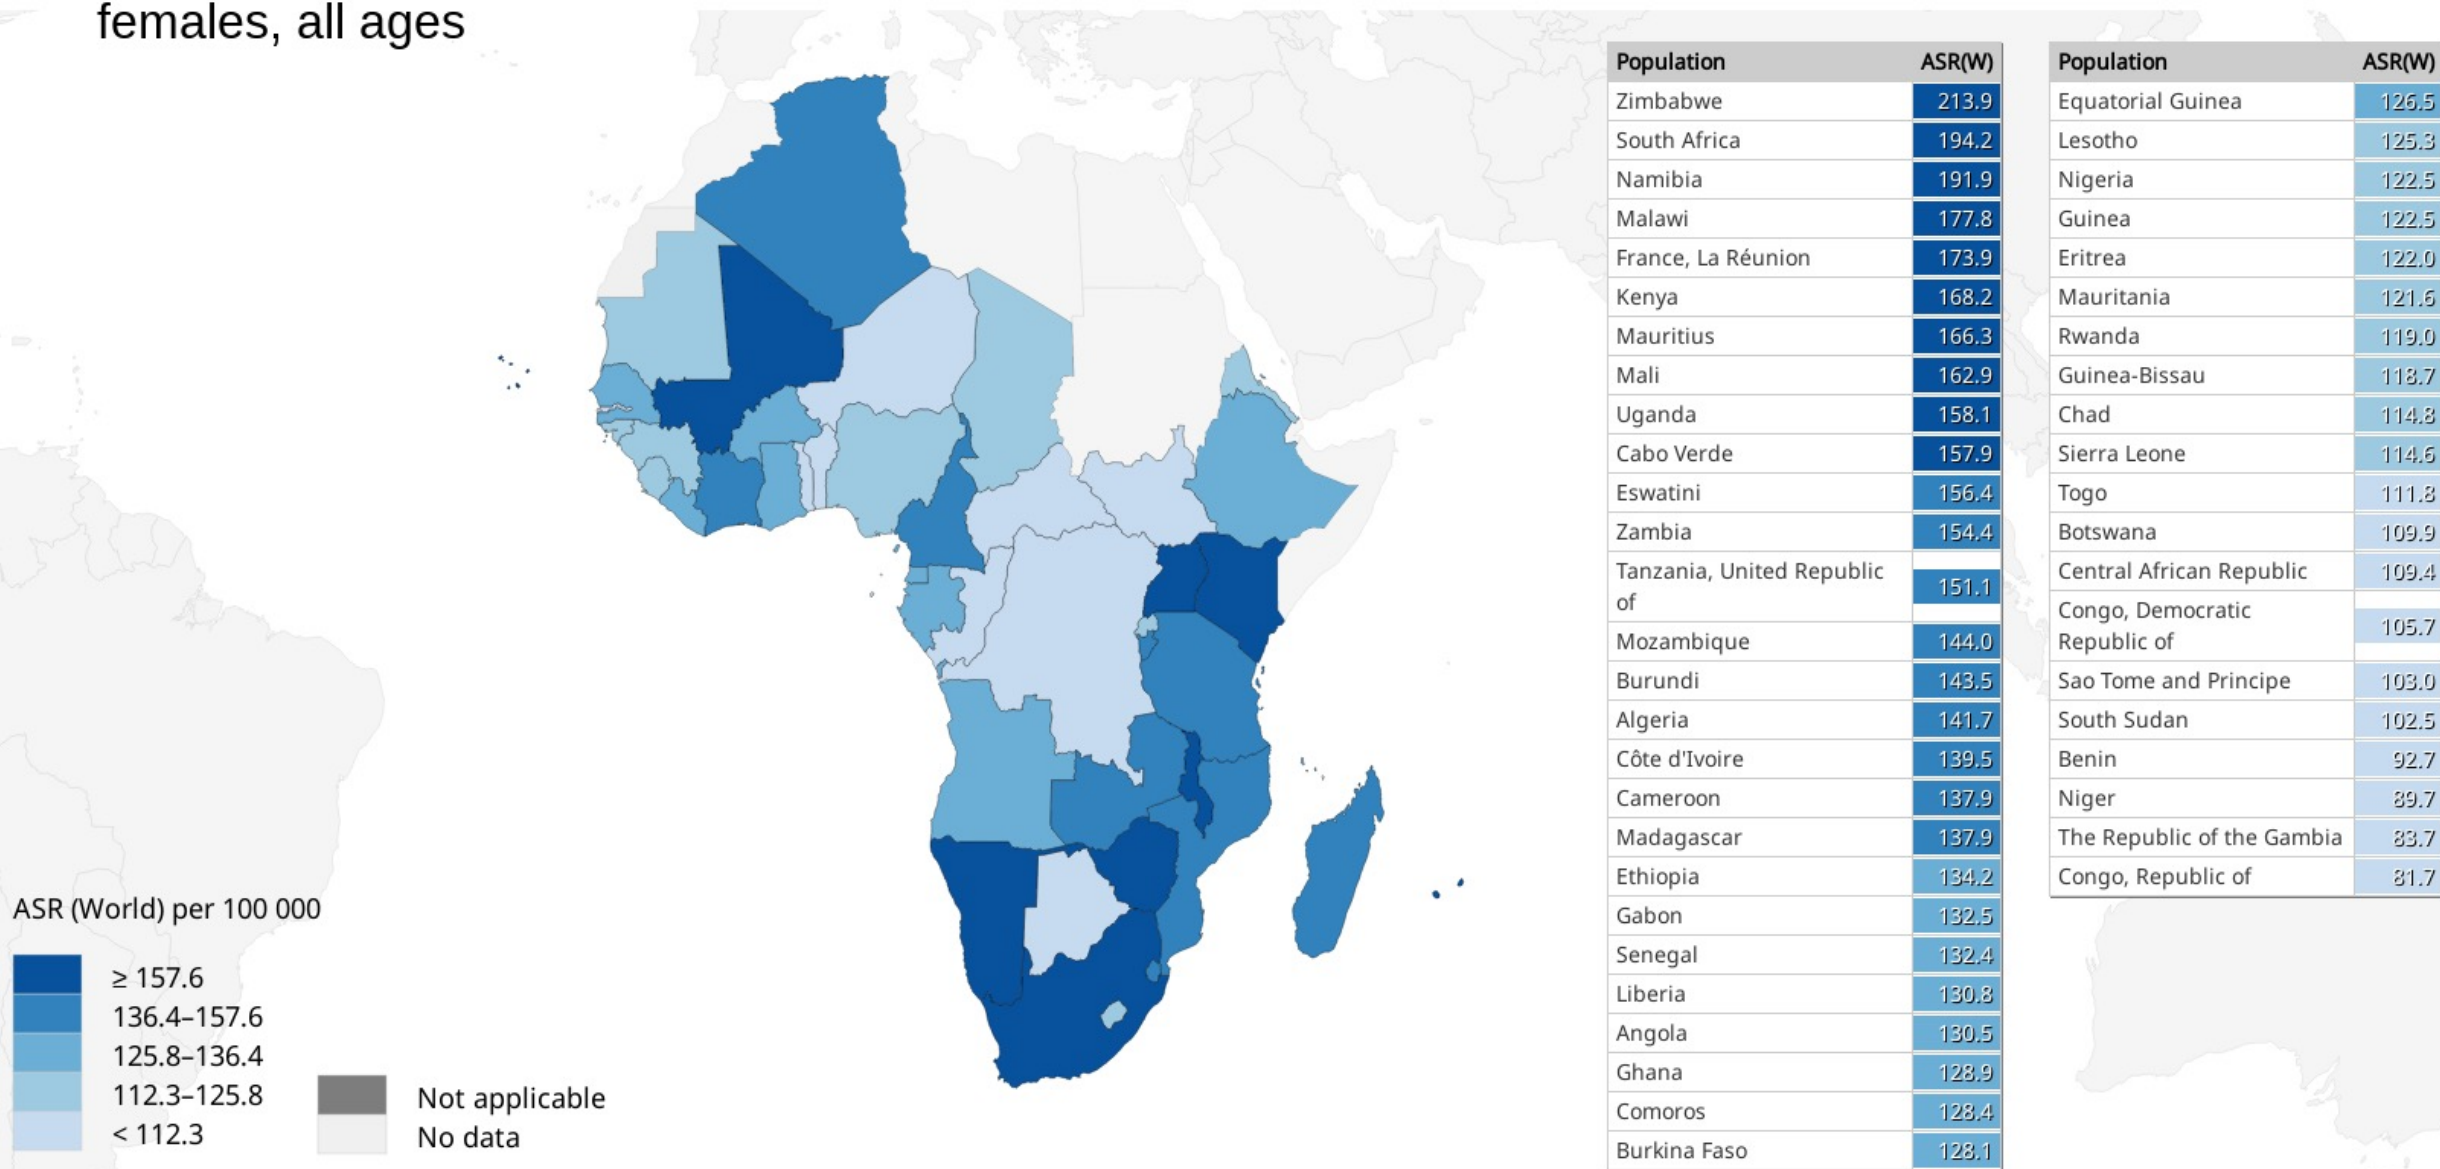 females, all ages
Population ASR(W)
Zimbabwe 213.9
South Africa 194.2
Namibia 191.9
Malawi 177.8
France, La Réunion 173.9
Kenya 168.2
Mauritius 166.3
Mali 162.9
Uganda 158.1
Cabo Verde 157.9
Eswatini 156.4
Zambia 154.4
Tanzania, United Republic
of 151.1
Mozambique 144.0
Burundi 143.5
Algeria 141.7
Côte d'Ivoire 139.5
Cameroon 137.9
Madagascar 137.9
Ethiopia 134.2
Gabon 132.5
Senegal 132.4
Liberia 130.8
Angola 130.5
Ghana 128.9
Comoros 128.4
Burkina Faso 128.1
Population ASR(W)
Equatorial Guinea 126.5
Lesotho 125.3
Nigeria 122.5
Guinea 122.5
Eritrea 122.0
Mauritania 121.6
Rwanda 119.0
Guinea-Bissau 118.7
Chad 114.8
Sierra Leone 114.6
Togo 111.8
Botswana 109.9
Central African Republic 109.4
Congo, Democratic
Republic of 105.7
Sao Tome and Principe 103.0
South Sudan 102.5
Benin 92.7
Niger 89.7
The Republic of the Gambia 83.7
Congo, Republic of 81.7
ASR (World) per 100 000
≥ 157.6
136.4–157.6
125.8–136.4
112.3–125.8
< 112.3
Not applicable
No data